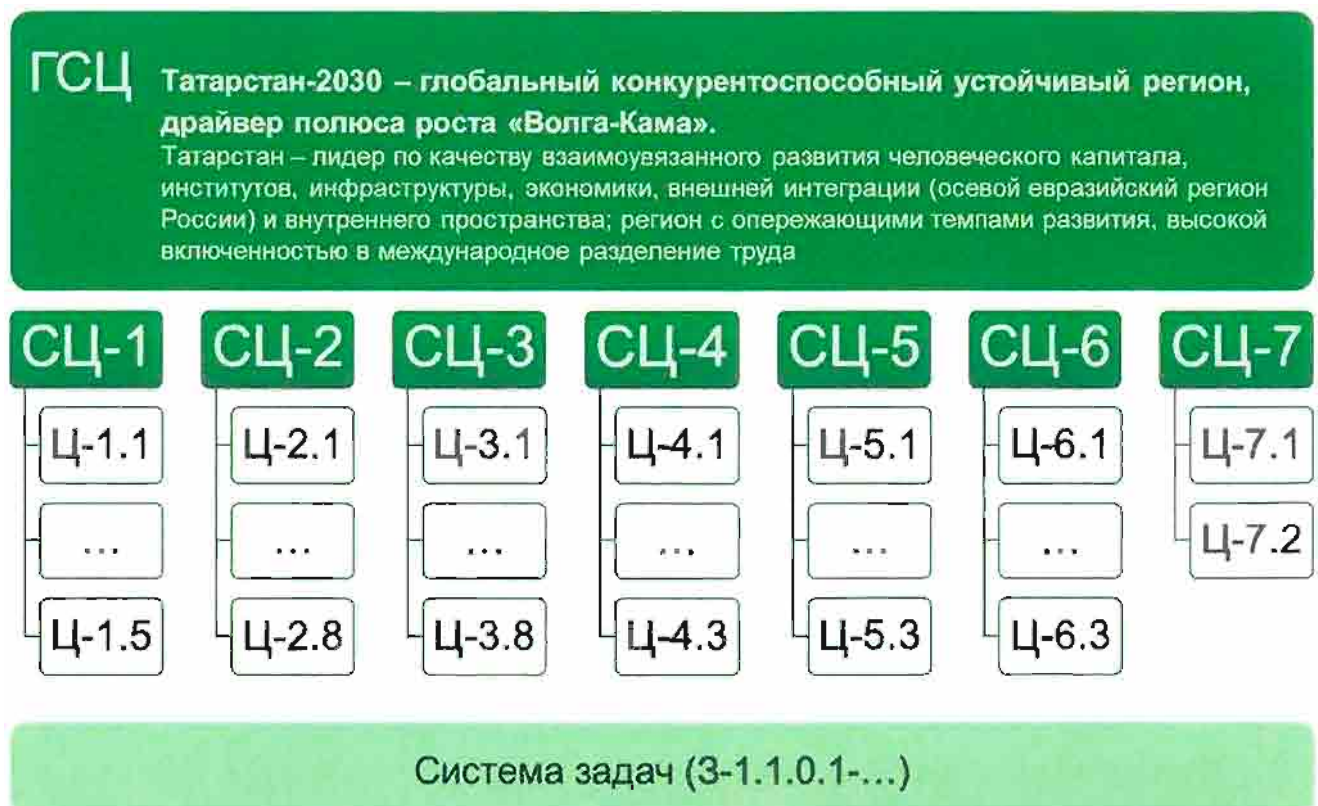 ГСЦ
Татарстан-2030 – глобальный конкурентоспособный устойчивый регион,
драйвер полюса роста «Волга-Кама».
Татарстан – лидер по качеству взаимоувязанного развития человеческого капитала,
институтов, инфраструктуры, экономики, внешней интеграции (осевой евразийский регион
России) и внутреннего пространства; регион с опережающими темпами развития, высокой
включенностью в международное разделение труда
СЦ-1 СЦ-2 СЦ-3 СЦ-4 СЦ-5 СЦ-6 СЦ-7
Ц-1.1 Ц-2.1 Ц-3.1 Ц-4.1 Ц-5.1 Ц-6.1 Ц-7.1
... ... ... ... ... ... Ц-7.2
Ц-1.5 Ц-2.8 Ц-3.8 Ц-4.3 Ц-5.3 Ц-6.3
Система задач (З-1.1.0.1-...)